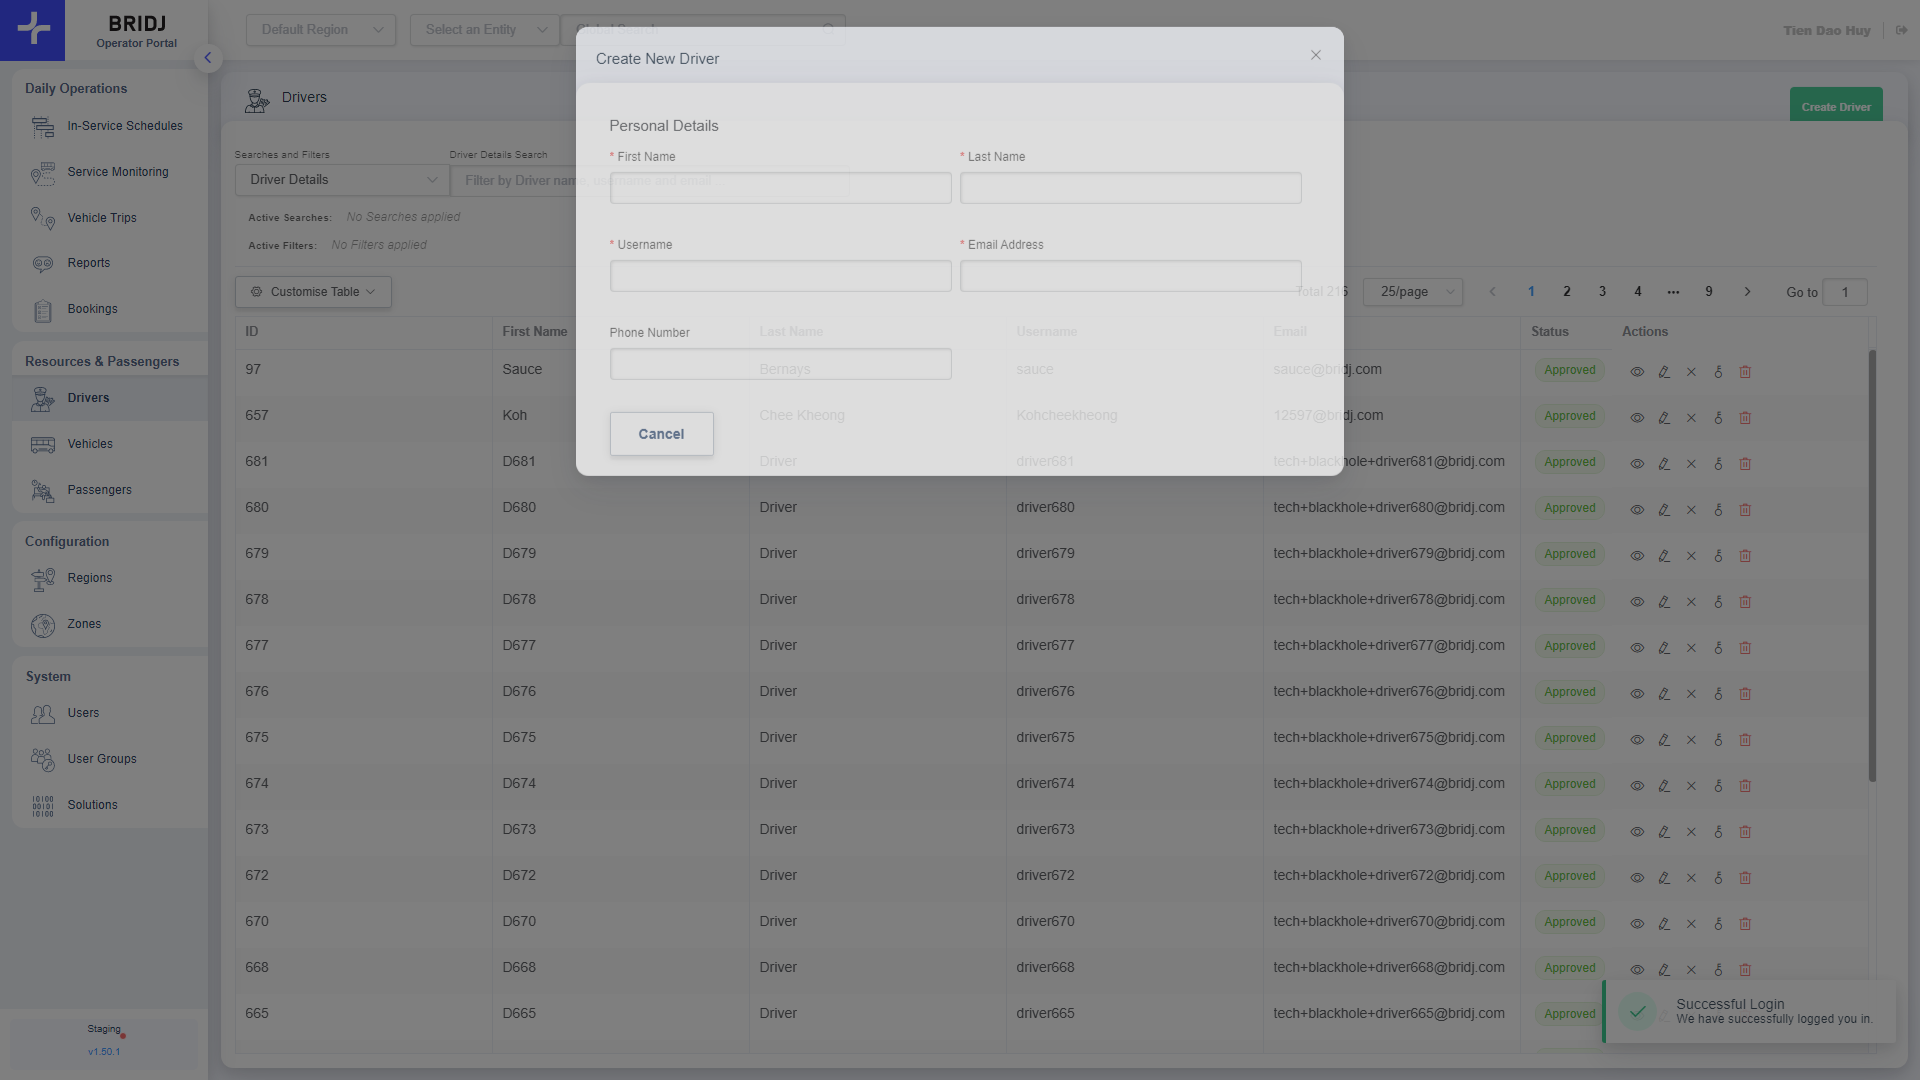 BRIDJ
Operator Portal
Default Region
Select an Entity
Global Search
Tien Dao Huy
Daily Operations
In-Service Schedules
Service Monitoring
Vehicle Trips
Reports
Bookings
Resources & Passengers
Drivers
Vehicles
Passengers
Configuration
Regions
Zones
System
Users
User Groups
Solutions
Staging
v1.50.1
Drivers
Create Driver
Searches and Filters
Driver Details Search
Driver Details
Filter by Driver name, username and email...
Active Searches: No Searches applied
Active Filters: No Filters applied
Customise Table
Total 216
25/page
1 2 3 4 ••• 9
Go to 1
Create New Driver
Personal Details
* First Name
* Last Name
* Username
* Email Address
Phone Number
Cancel
ID First Name Last Name Username Email Status Actions
97 Sauce Bernays sauce sauce@bridj.com Approved
657 Koh Chee Kheong Kohcheekheong 12597@bridj.com Approved
681 D681 Driver driver681 tech+blackhole+driver681@bridj.com Approved
680 D680 Driver driver680 tech+blackhole+driver680@bridj.com Approved
679 D679 Driver driver679 tech+blackhole+driver679@bridj.com Approved
678 D678 Driver driver678 tech+blackhole+driver678@bridj.com Approved
677 D677 Driver driver677 tech+blackhole+driver677@bridj.com Approved
676 D676 Driver driver676 tech+blackhole+driver676@bridj.com Approved
675 D675 Driver driver675 tech+blackhole+driver675@bridj.com Approved
674 D674 Driver driver674 tech+blackhole+driver674@bridj.com Approved
673 D673 Driver driver673 tech+blackhole+driver673@bridj.com Approved
672 D672 Driver driver672 tech+blackhole+driver672@bridj.com Approved
670 D670 Driver driver670 tech+blackhole+driver670@bridj.com Approved
668 D668 Driver driver668 tech+blackhole+driver668@bridj.com Approved
665 D665 Driver driver665 tech+blackhole+driver665@bridj.com Approved
Successful Login
We have successfully logged you in.